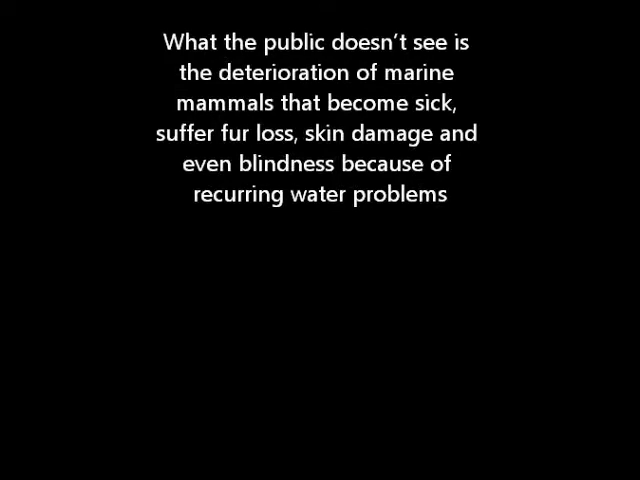 What the public doesn’t see is
the deterioration of marine
mammals that become sick,
suffer fur loss, skin damage and
even blindness because of
recurring water problems